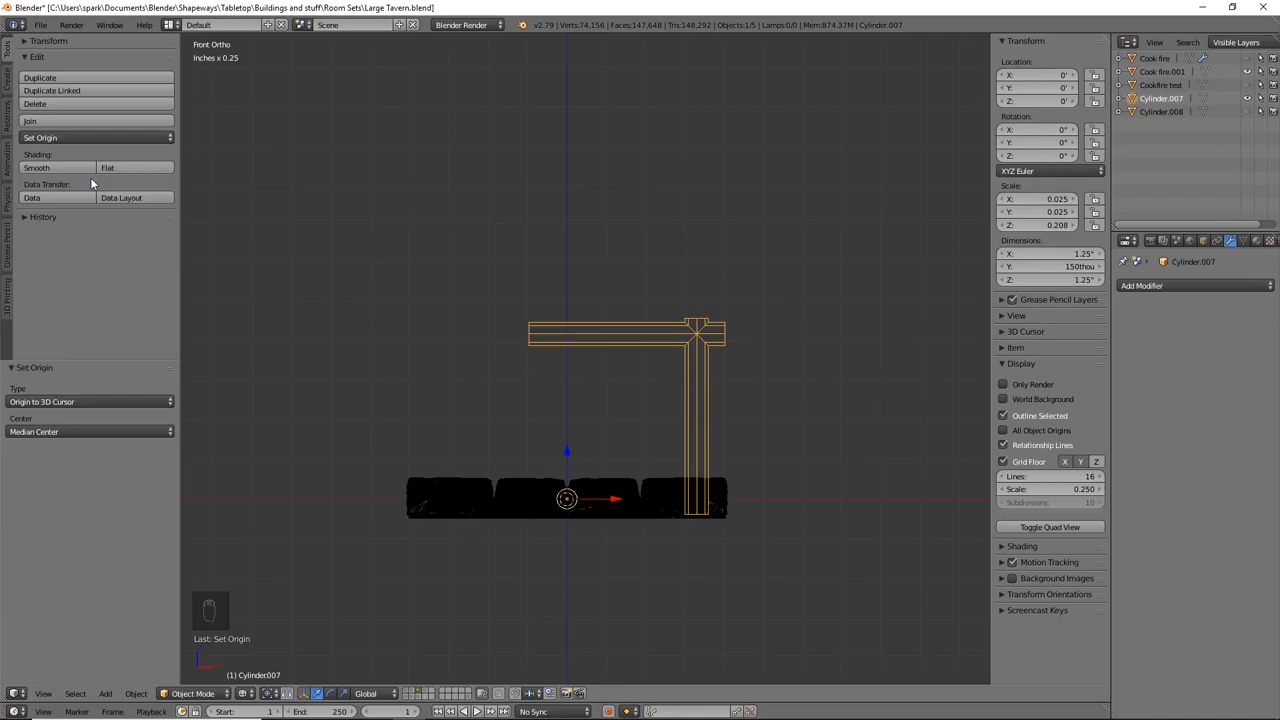 Blender* [C:\Users\spark\Documents\Blender\Shapeways\Tabletop\Buildings and stuff\Room Sets\Large Tavern.blend]
File Render Window Help Default Scene Blender Render v2.79 | Verts:74,156 | Faces:147,648 | Tris:148,292 | Objects:1/5 | Lamps:0/0 | Mem:874.37M | Cylinder.007
Tools
Create
Relations
Animation
Physics
Grease Pencil
3D Printing
Transform
Edit
Duplicate
Duplicate Linked
Delete
Join
Set Origin
Shading:
Smooth Flat
Data Transfer:
Data Data Layout
History
Set Origin
Type
Origin to 3D Cursor
Center
Median Center
Front Ortho
Inches x 0.25
Last: Set Origin
(1) Cylinder.007
Transform
Location:
X: 0'
Y: 0'
Z: 0'
Rotation:
X: 0°
Y: 0°
Z: 0°
XYZ Euler
Scale:
X: 0.025
Y: 0.025
Z: 0.208
Dimensions:
X: 1.25"
Y: 150thou
Z: 1.25"
Grease Pencil Layers
View
3D Cursor
Item
Display
Only Render
World Background
Outline Selected
All Object Origins
Relationship Lines
Grid Floor X Y Z
Lines: 16
Scale: 0.250
Subdivisions: 10
Toggle Quad View
Shading
Motion Tracking
Background Images
Transform Orientations
Screencast Keys
View Search Visible Layers
Cook fire
Cook fire.001
Cookfire test
Cylinder.007
Cylinder.008
Cylinder.007
Add Modifier
View Select Add Object Object Mode Global
View Marker Frame Playback Start: 1 End: 250 1 No Sync